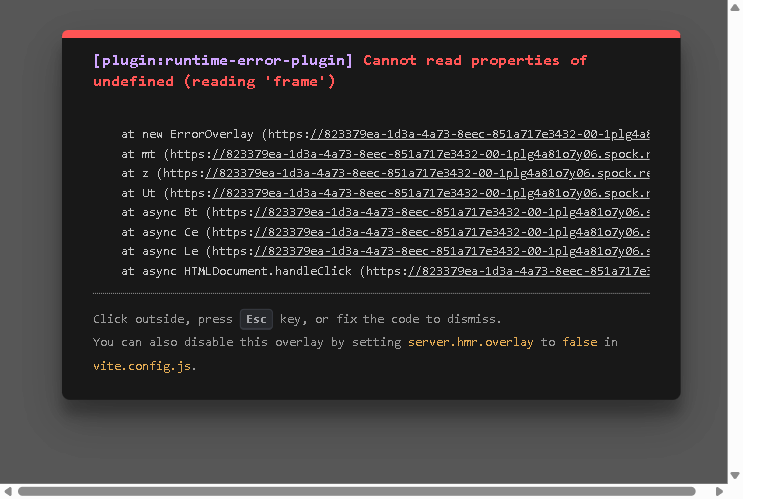 [plugin:runtime-error-plugin] Cannot read properties of
undefined (reading 'frame')
at new ErrorOverlay (https://823379ea-1d3a-4a73-8eec-851a717e3432-00-1plg4a8
at mt (https://823379ea-1d3a-4a73-8eec-851a717e3432-00-1plg4a81o7y06.spock.r
at z (https://823379ea-1d3a-4a73-8eec-851a717e3432-00-1plg4a81o7y06.spock.re
at Ut (https://823379ea-1d3a-4a73-8eec-851a717e3432-00-1plg4a81o7y06.spock.r
at async Bt (https://823379ea-1d3a-4a73-8eec-851a717e3432-00-1plg4a81o7y06.s
at async Ce (https://823379ea-1d3a-4a73-8eec-851a717e3432-00-1plg4a81o7y06.s
at async Le (https://823379ea-1d3a-4a73-8eec-851a717e3432-00-1plg4a81o7y06.s
at async HTMLDocument.handleClick (https://823379ea-1d3a-4a73-8eec-851a717e3
Click outside, press Esc key, or fix the code to dismiss.
You can also disable this overlay by setting server.hmr.overlay to false in
vite.config.js.